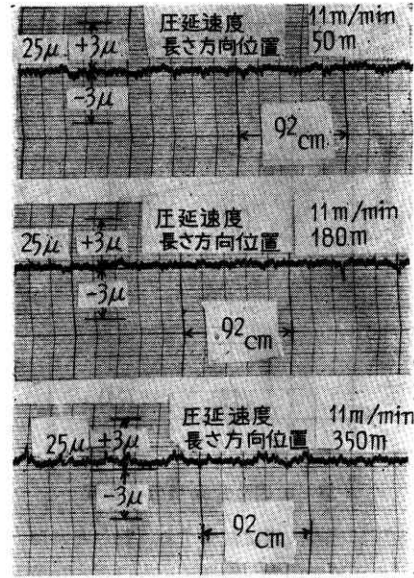 圧延速度 11m/min
25μ +3μ 長さ方向位置 50m
-3μ
92cm
圧延速度 11m/min
25μ +3μ 長さ方向位置 180m
-3μ
92cm
圧延速度 11m/min
25μ +3μ 長さ方向位置 350m
-3μ
92cm